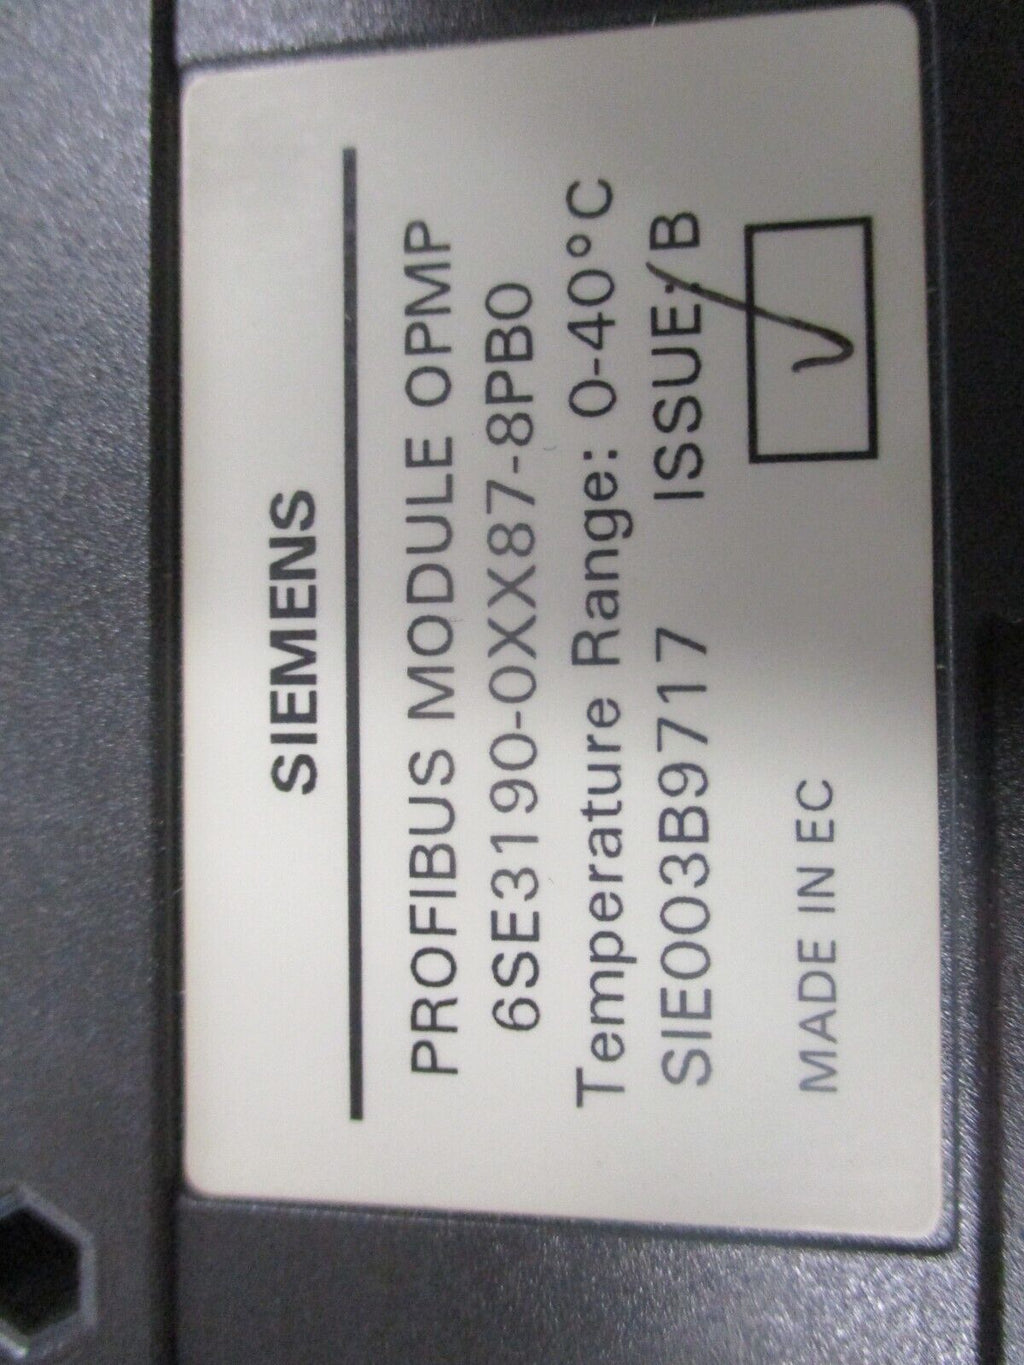 SIEMENS
PROFIBUS MODULE OPMP
6SE3190-0XX87-8PB0
Temperature Range: 0-40°C
SIE003B9717 ISSUE:/B
MADE IN EC